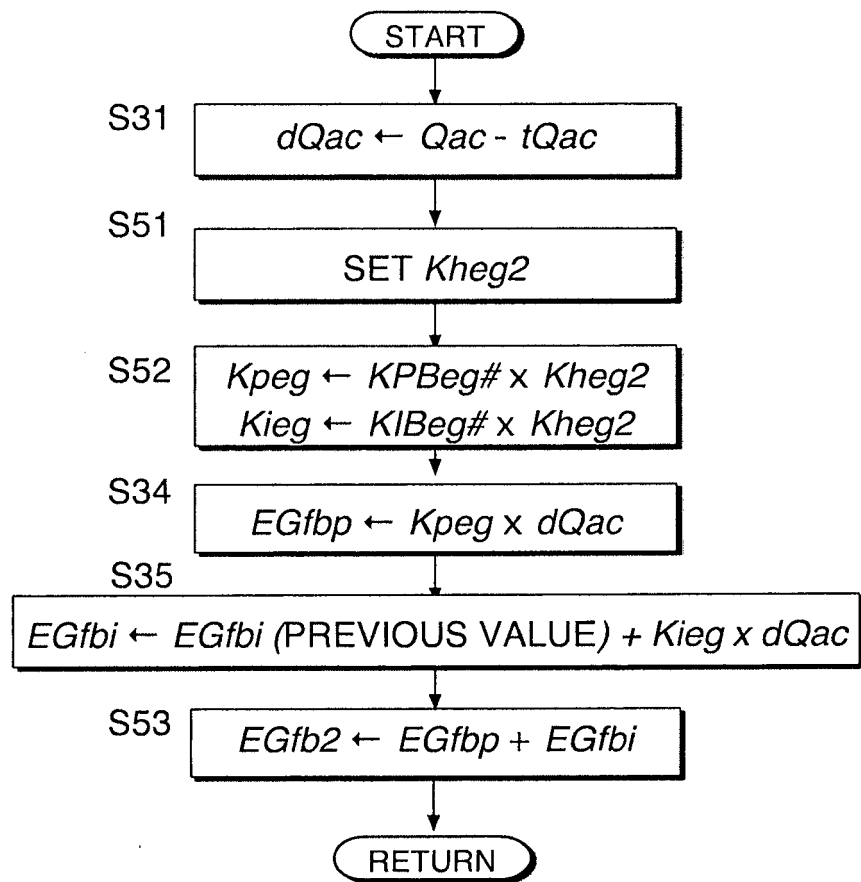 START
S31
dQac ← Qac - tQac
S51
SET Kheg2
S52
Kpeg ← KPBeg# x Kheg2
Kieg ← KIBeg# x Kheg2
S34
EGfbp ← Kpeg x dQac
S35
EGfbi ← EGfbi (PREVIOUS VALUE) + Kieg x dQac
S53
EGfb2 ← EGfbp + EGfbi
RETURN